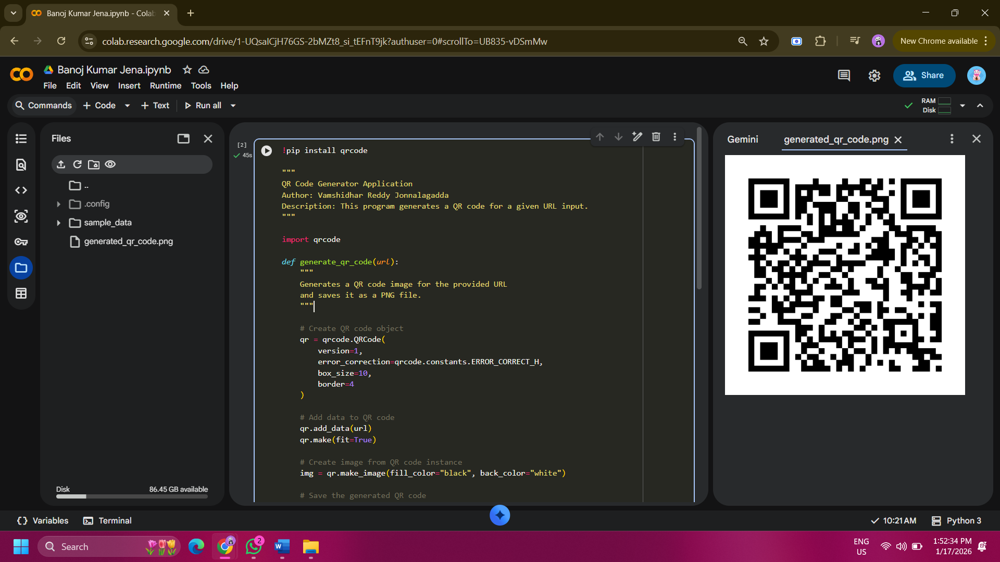 Banoj Kumar Jena.ipynb - Colab
colab.research.google.com/drive/1-UQsaICjH76GS-2bMZt8_si_tEFnT9jk?authuser=0#scrollTo=UB835-vDSmMw
New Chrome available
Banoj Kumar Jena.ipynb
File Edit View Insert Runtime Tools Help
Share
Commands + Code + Text Run all
RAM
Disk
Files
..
.config
sample_data
generated_qr_code.png
Disk 86.45 GB available
[2]
45s
!pip install qrcode
"""
QR Code Generator Application
Author: Vamshidhar Reddy Jonnalagadda
Description: This program generates a QR code for a given URL input.
"""
import qrcode
def generate_qr_code(url):
"""
Generates a QR code image for the provided URL
and saves it as a PNG file.
"""
# Create QR code object
qr = qrcode.QRCode(
version=1,
error_correction=qrcode.constants.ERROR_CORRECT_H,
box_size=10,
border=4
)
# Add data to QR code
qr.add_data(url)
qr.make(fit=True)
# Create image from QR code instance
img = qr.make_image(fill_color="black", back_color="white")
# Save the generated QR code
Gemini generated_qr_code.png
Variables Terminal
10:21 AM Python 3
Search
2
ENG
US
1:52:34 PM
1/17/2026